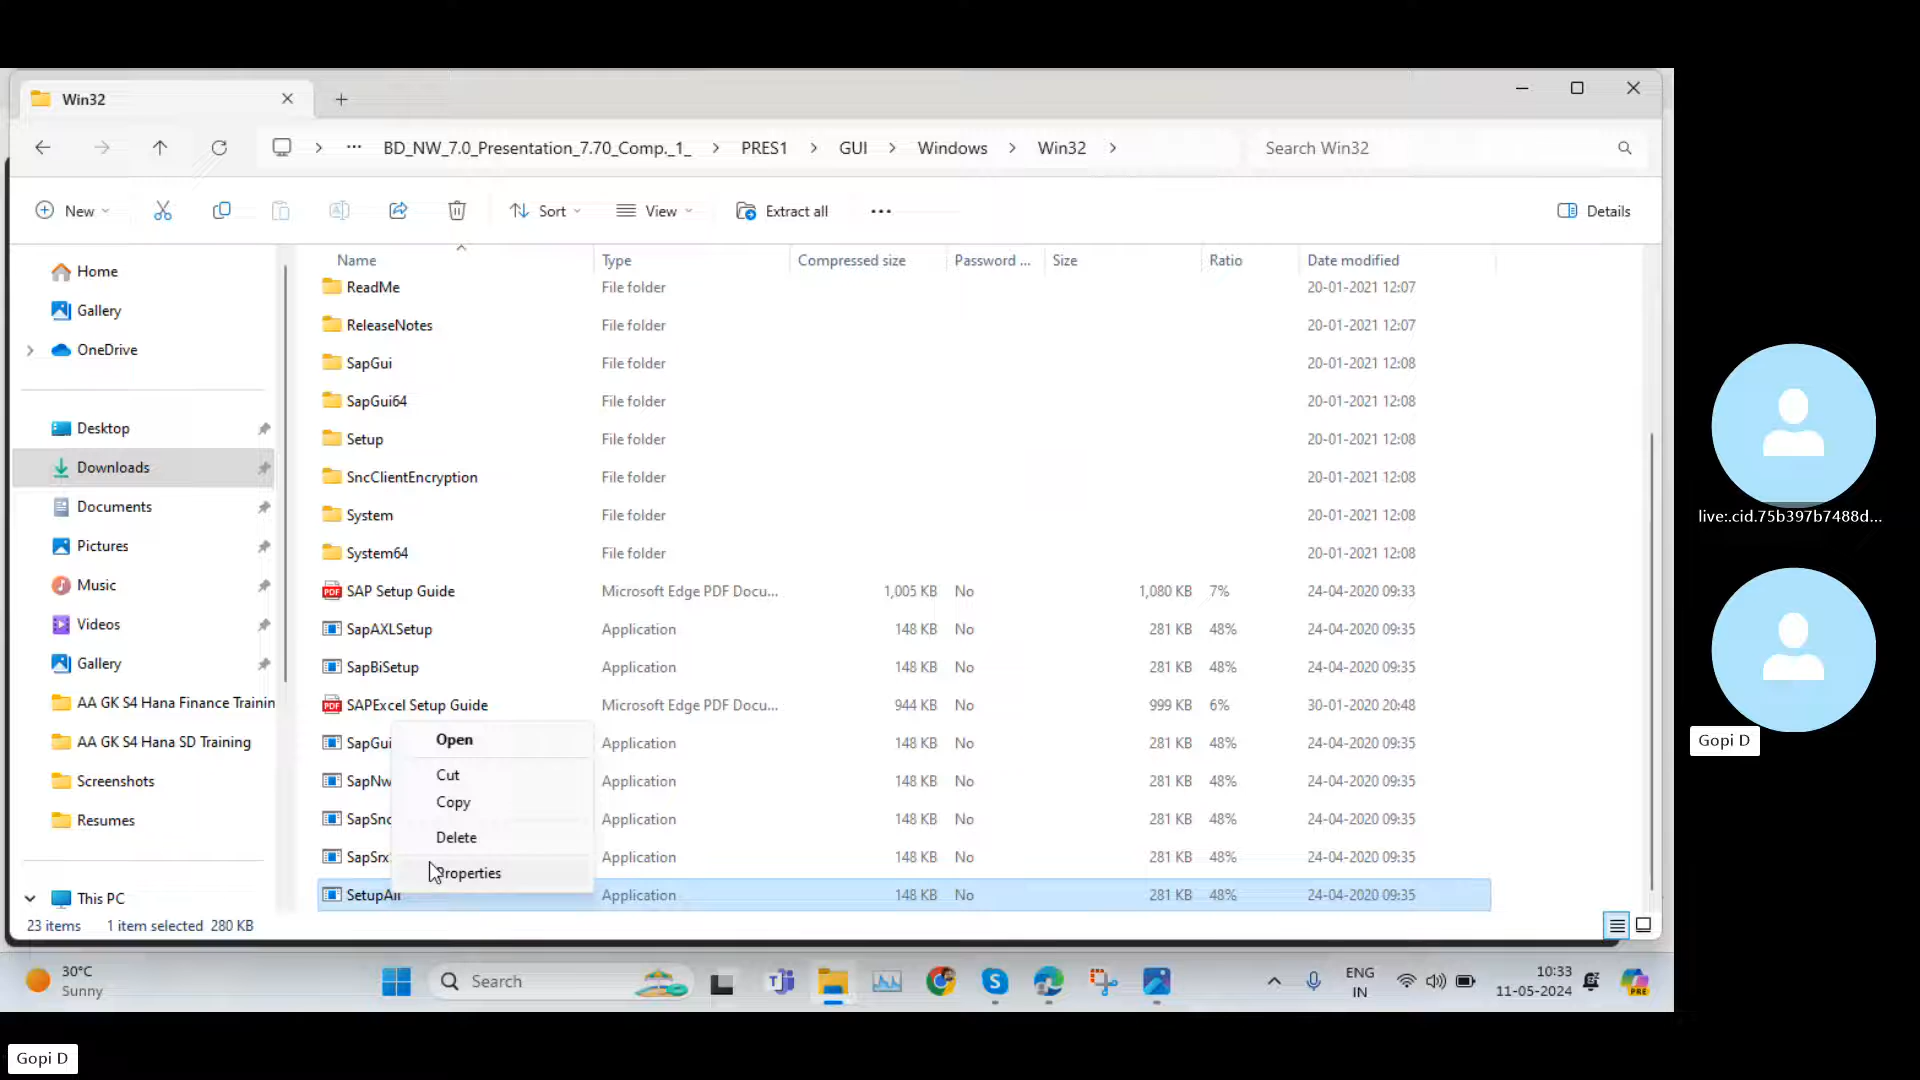 Win32
BD_NW_7.0_Presentation_7.70_Comp._1_ PRES1 GUI Windows Win32 Search Win32
New Sort View Extract all Details
Name Type Compressed size Password ... Size Ratio Date modified
Home
Gallery
OneDrive
Desktop
Downloads
Documents
Pictures
Music
Videos
Gallery
AA GK S4 Hana Finance Trainin
AA GK S4 Hana SD Training
Screenshots
Resumes
This PC
ReadMe File folder 20-01-2021 12:07
ReleaseNotes File folder 20-01-2021 12:07
SapGui File folder 20-01-2021 12:08
SapGui64 File folder 20-01-2021 12:08
Setup File folder 20-01-2021 12:08
SncClientEncryption File folder 20-01-2021 12:08
System File folder 20-01-2021 12:08
System64 File folder 20-01-2021 12:08
PDF SAP Setup Guide Microsoft Edge PDF Docu... 1,005 KB No 1,080 KB 7% 24-04-2020 09:33
SapAXLSetup Application 148 KB No 281 KB 48% 24-04-2020 09:35
SapBiSetup Application 148 KB No 281 KB 48% 24-04-2020 09:35
PDF SAPExcel Setup Guide Microsoft Edge PDF Docu... 944 KB No 999 KB 6% 30-01-2020 20:48
SapGui Application 148 KB No 281 KB 48% 24-04-2020 09:35
SapNw Application 148 KB No 281 KB 48% 24-04-2020 09:35
SapSnc Application 148 KB No 281 KB 48% 24-04-2020 09:35
SapSrx Application 148 KB No 281 KB 48% 24-04-2020 09:35
SetupAll Application 148 KB No 281 KB 48% 24-04-2020 09:35
Open
Cut
Copy
Delete
Properties
23 items 1 item selected 280 KB
30°C
Sunny
Search
ENG
IN
10:33
11-05-2024
PRE
live:.cid.75b397b7488d...
Gopi D
Gopi D